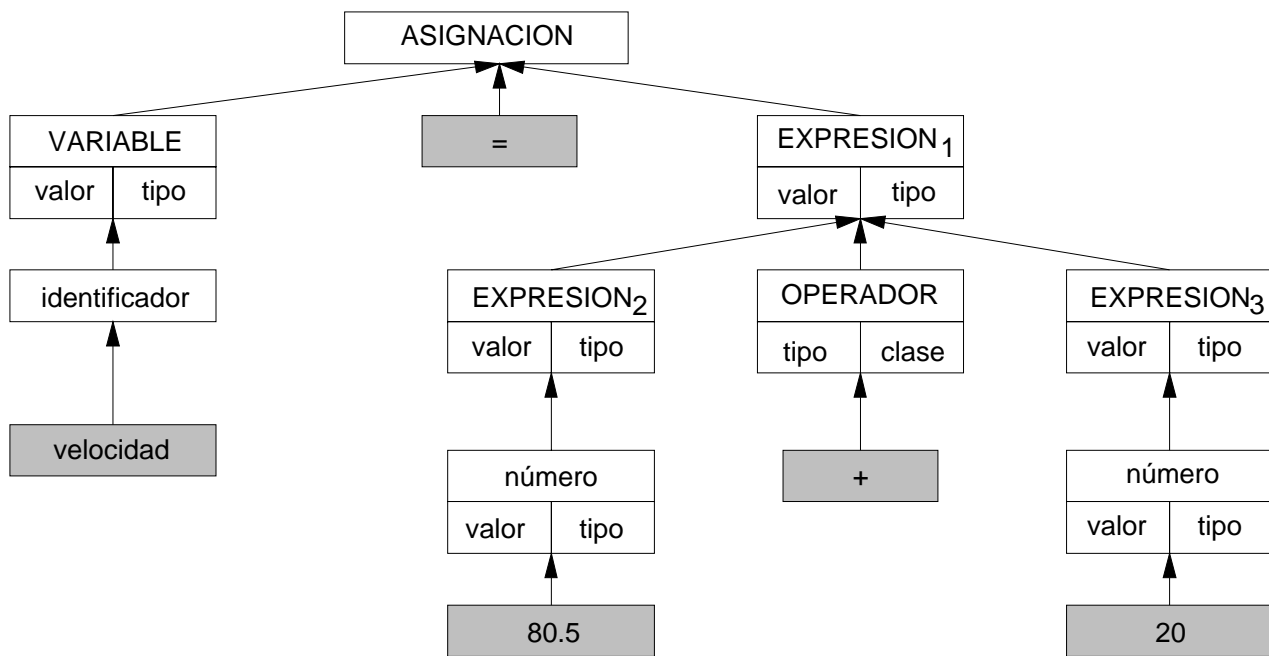 ASIGNACION
VARIABLE
=
EXPRESION1
valor tipo
valor tipo
identificador
EXPRESION2
OPERADOR
EXPRESION3
valor tipo
tipo clase
valor tipo
velocidad
número
+
número
valor tipo
valor tipo
80.5
20